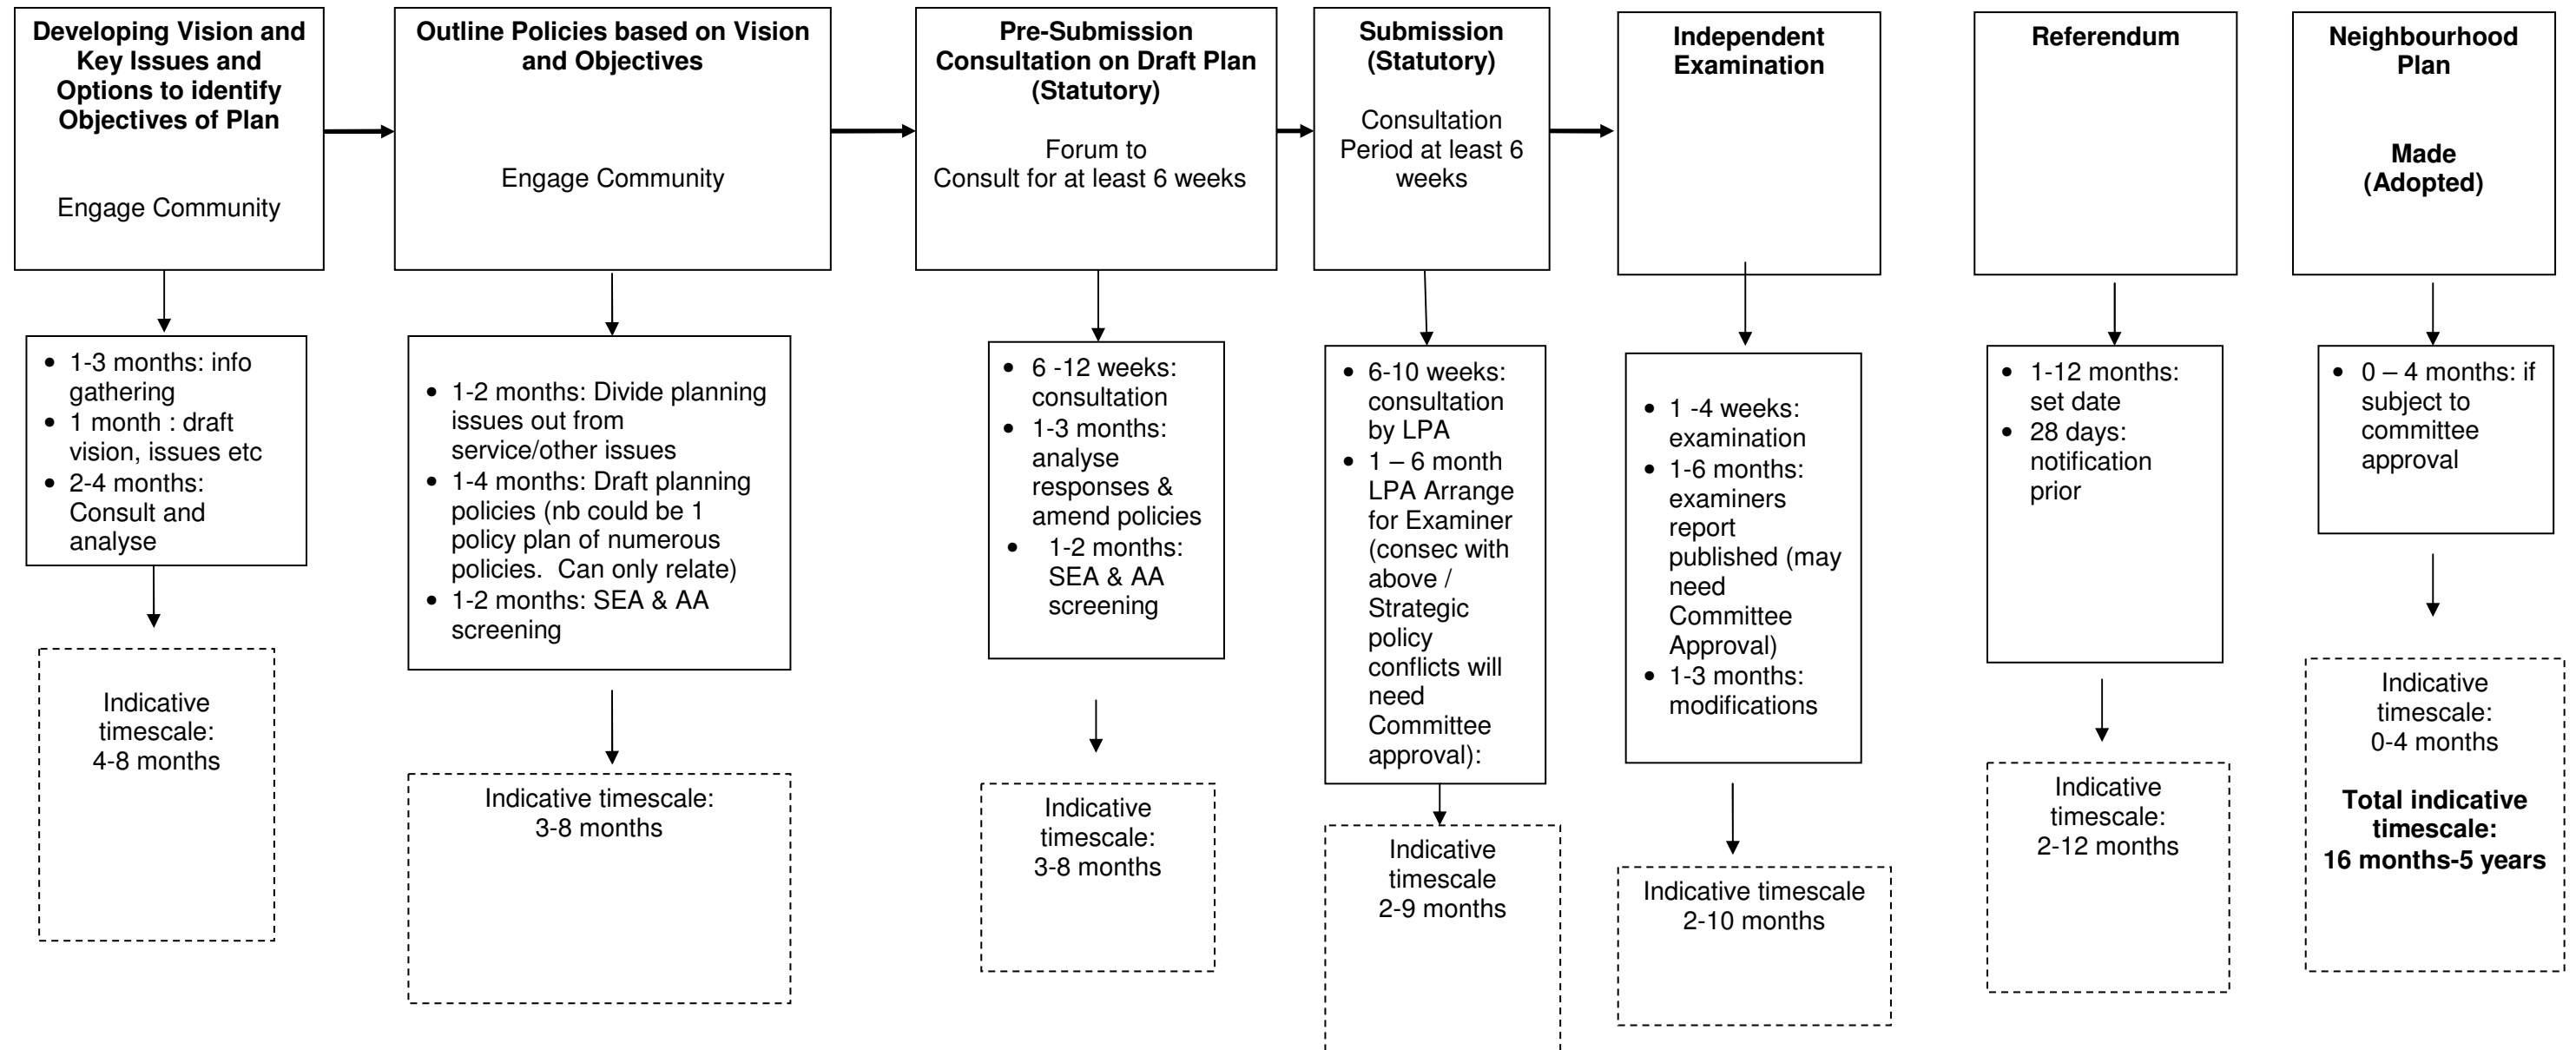 Developing Vision and
Key Issues and
Options to identify
Objectives of Plan
Engage Community
Outline Policies based on Vision
and Objectives
Engage Community
Pre-Submission
Consultation on Draft Plan
(Statutory)
Forum to
Consult for at least 6 weeks
Submission
(Statutory)
Consultation
Period at least 6
weeks
Independent
Examination
Referendum
Neighbourhood
Plan
Made
(Adopted)
• 1-3 months: info
gathering
• 1 month : draft
vision, issues etc
• 2-4 months:
Consult and
analyse
• 1-2 months: Divide planning
issues out from
service/other issues
• 1-4 months: Draft planning
policies (nb could be 1
policy plan of numerous
policies.  Can only relate)
• 1-2 months: SEA & AA
screening
• 6 -12 weeks:
consultation
• 1-3 months:
analyse
responses &
amend policies
• 1-2 months:
SEA & AA
screening
• 6-10 weeks:
consultation
by LPA
• 1 – 6 month
LPA Arrange
for Examiner
(consec with
above /
Strategic
policy
conflicts will
need
Committee
approval):
• 1 -4 weeks:
examination
• 1-6 months:
examiners
report
published (may
need
Committee
Approval)
• 1-3 months:
modifications
• 1-12 months:
set date
• 28 days:
notification
prior
• 0 – 4 months: if
subject to
committee
approval
Indicative
timescale:
4-8 months
Indicative timescale:
3-8 months
Indicative
timescale:
3-8 months
Indicative
timescale
2-9 months
Indicative timescale
2-10 months
Indicative
timescale:
2-12 months
Indicative
timescale:
0-4 months
Total indicative
timescale:
16 months-5 years